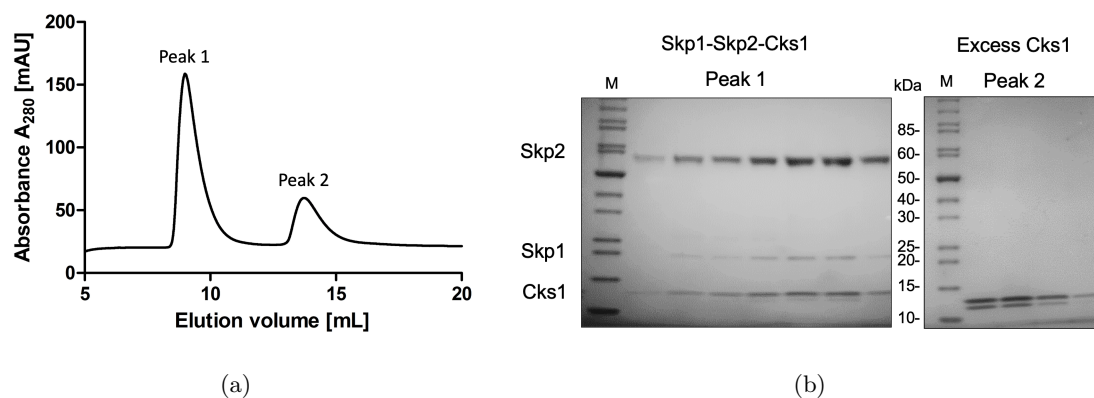 200
150
100
50
0
Absorbance A280 [mAU]
Peak 1
Peak 2
5 10 15 20
Elution volume [mL]
(a)
Skp1-Skp2-Cks1
Excess Cks1
M Peak 1 kDa M Peak 2
Skp2
Skp1
Cks1
85-
60-
50-
40-
30-
25-
20-
15-
10-
(b)